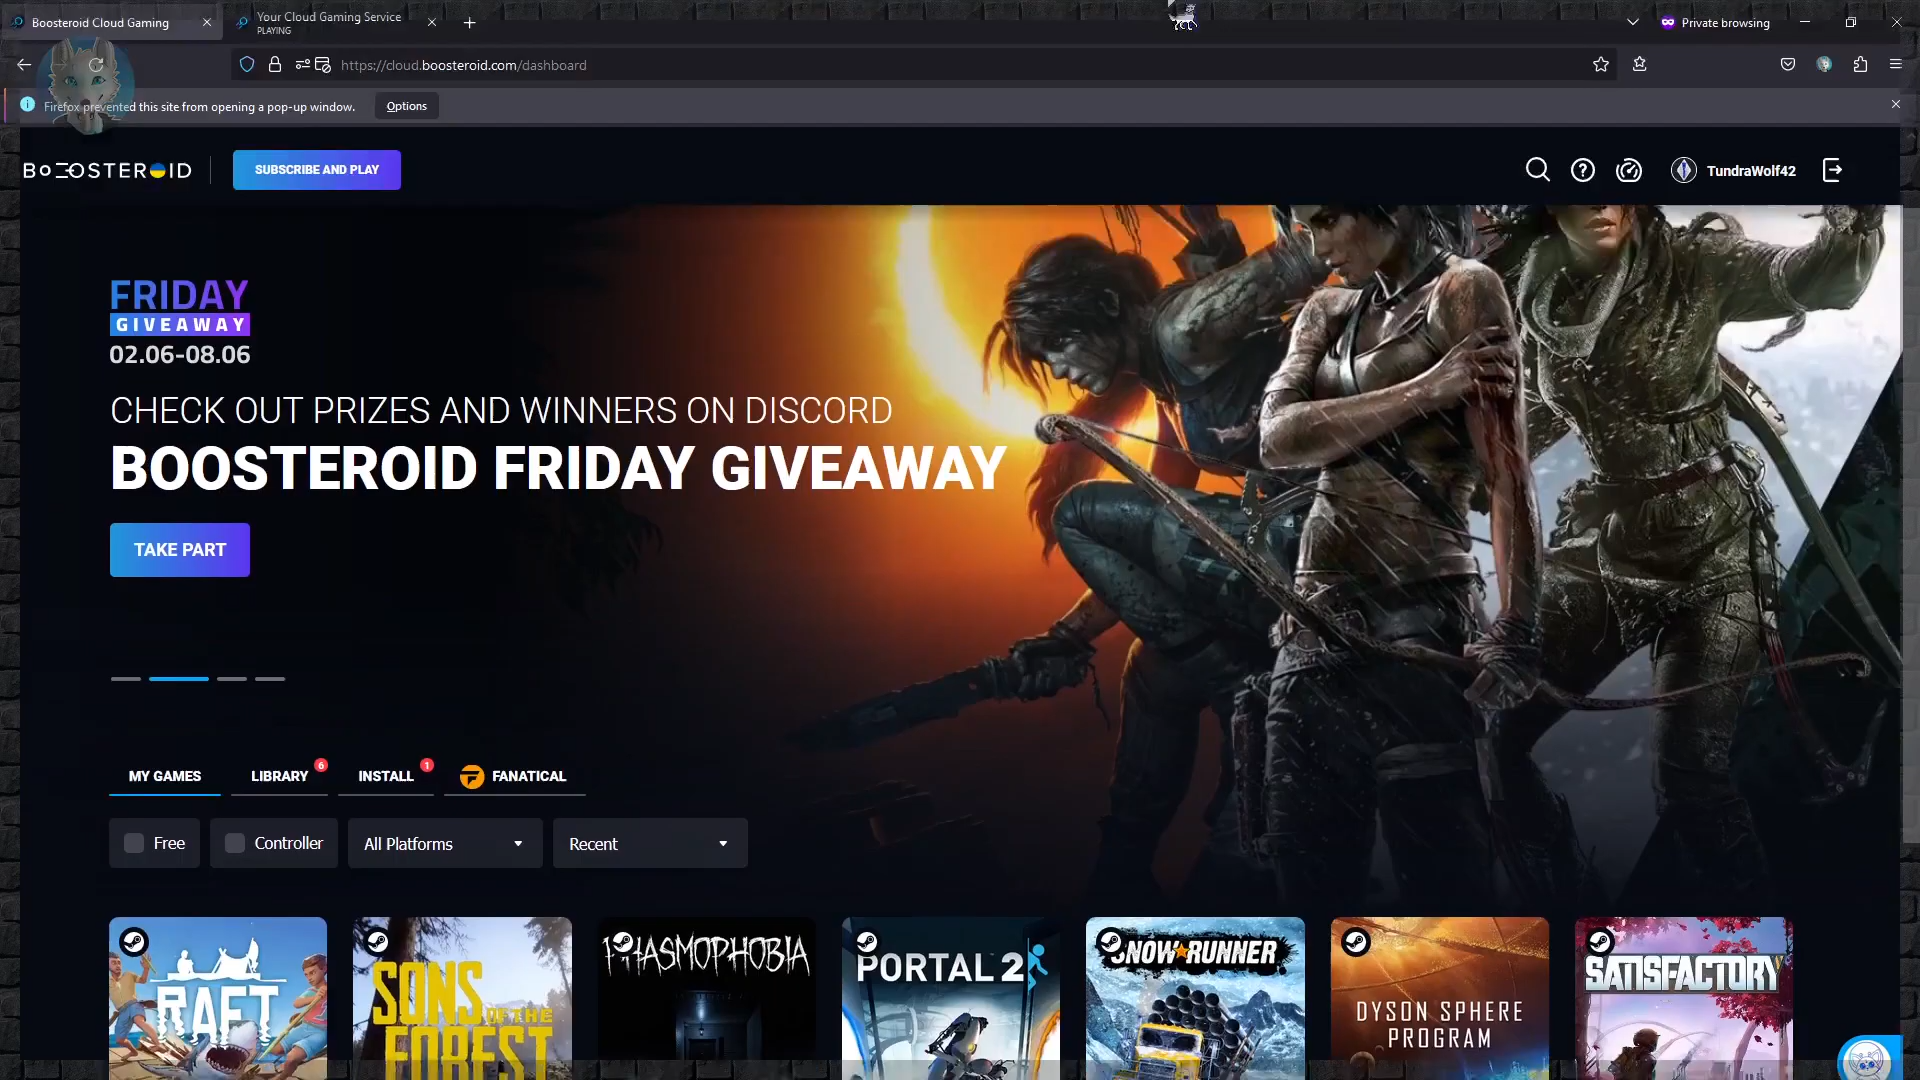 Boosteroid Cloud Gaming
Your Cloud Gaming Service
PLAYING
Private browsing
https://cloud.boosteroid.com/dashboard
Firefox prevented this site from opening a pop-up window.
Options
BOOSTEROID
SUBSCRIBE AND PLAY
TundraWolf42
FRIDAY
GIVEAWAY
02.06-08.06
CHECK OUT PRIZES AND WINNERS ON DISCORD
BOOSTEROID FRIDAY GIVEAWAY
TAKE PART
MY GAMES
LIBRARY 6
INSTALL 1
FANATICAL
Free
Controller
All Platforms
Recent
RAFT
SONS
OF THE
FOREST
PHASMOPHOBIA
PORTAL 2
SNOWRUNNER
DYSON SPHERE
PROGRAM
SATISFACTORY